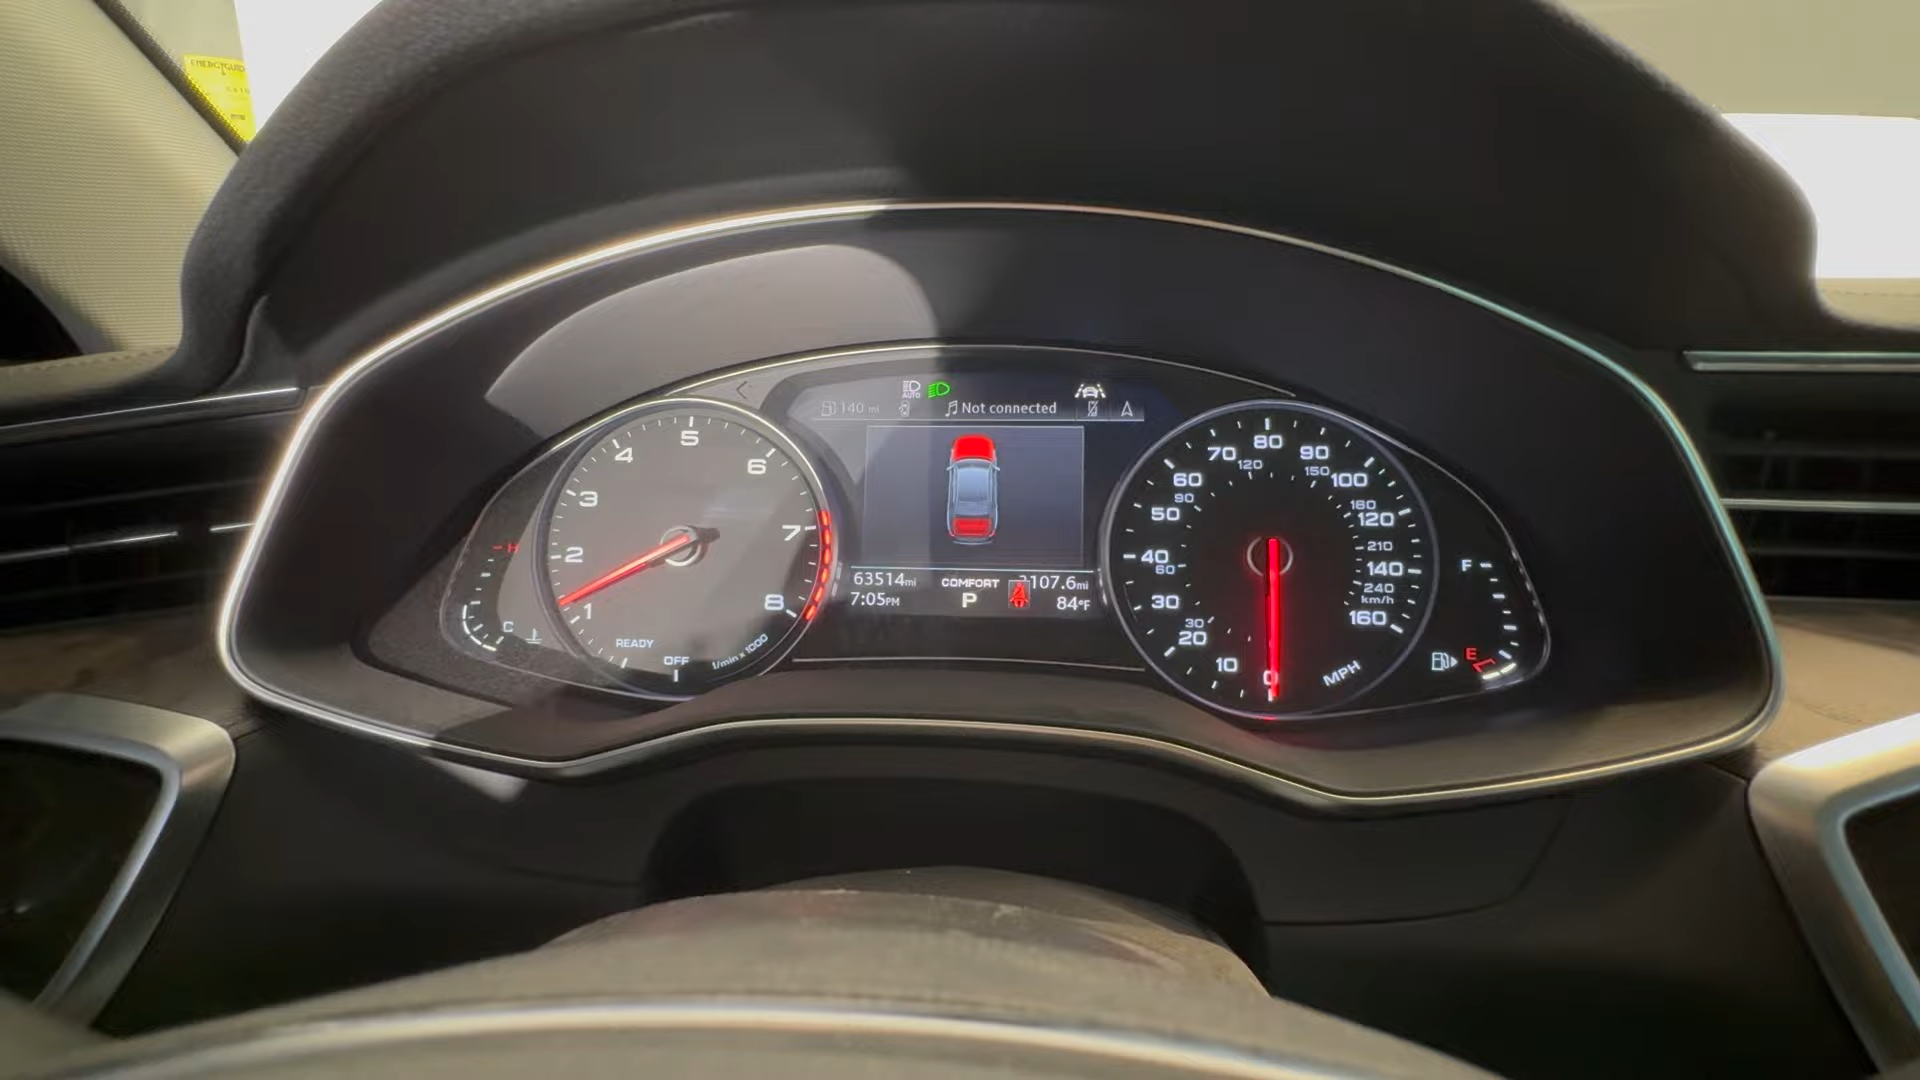 ENERGYGUIDE
AUTO
140 mi
Not connected
63514mi
COMFORT
107.6mi
7:05PM
P
84°F
H
C
1
2
3
4
5
6
7
8
READY
OFF
1/min x 1000
0
10
20
30
40
50
60
70
80
90
100
120
140
160
MPH
30
60
90
120
150
180
210
240
km/h
F
E